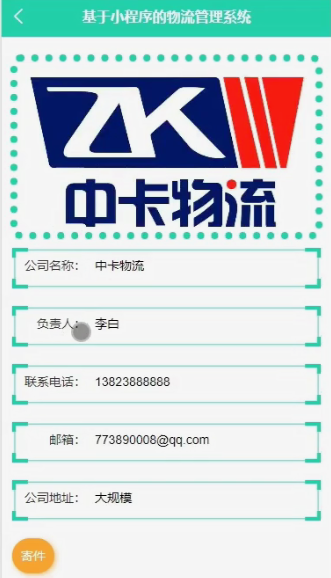 基于小程序的物流管理系统
ZK
中卡物流
公司名称： 中卡物流
负责人： 李白
联系电话： 13823888888
邮箱： 773890008@qq.com
公司地址： 大规模
寄件